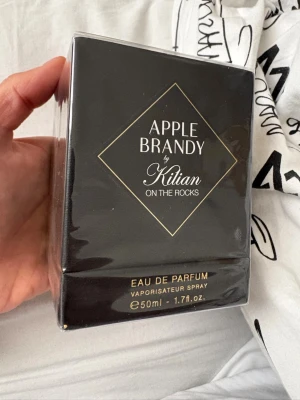 APPLE
BRANDY
by
Kilian
ON THE ROCKS
EAU DE PARFUM
VAPORISATEUR SPRAY
℮50ml - 1.7fl.oz.